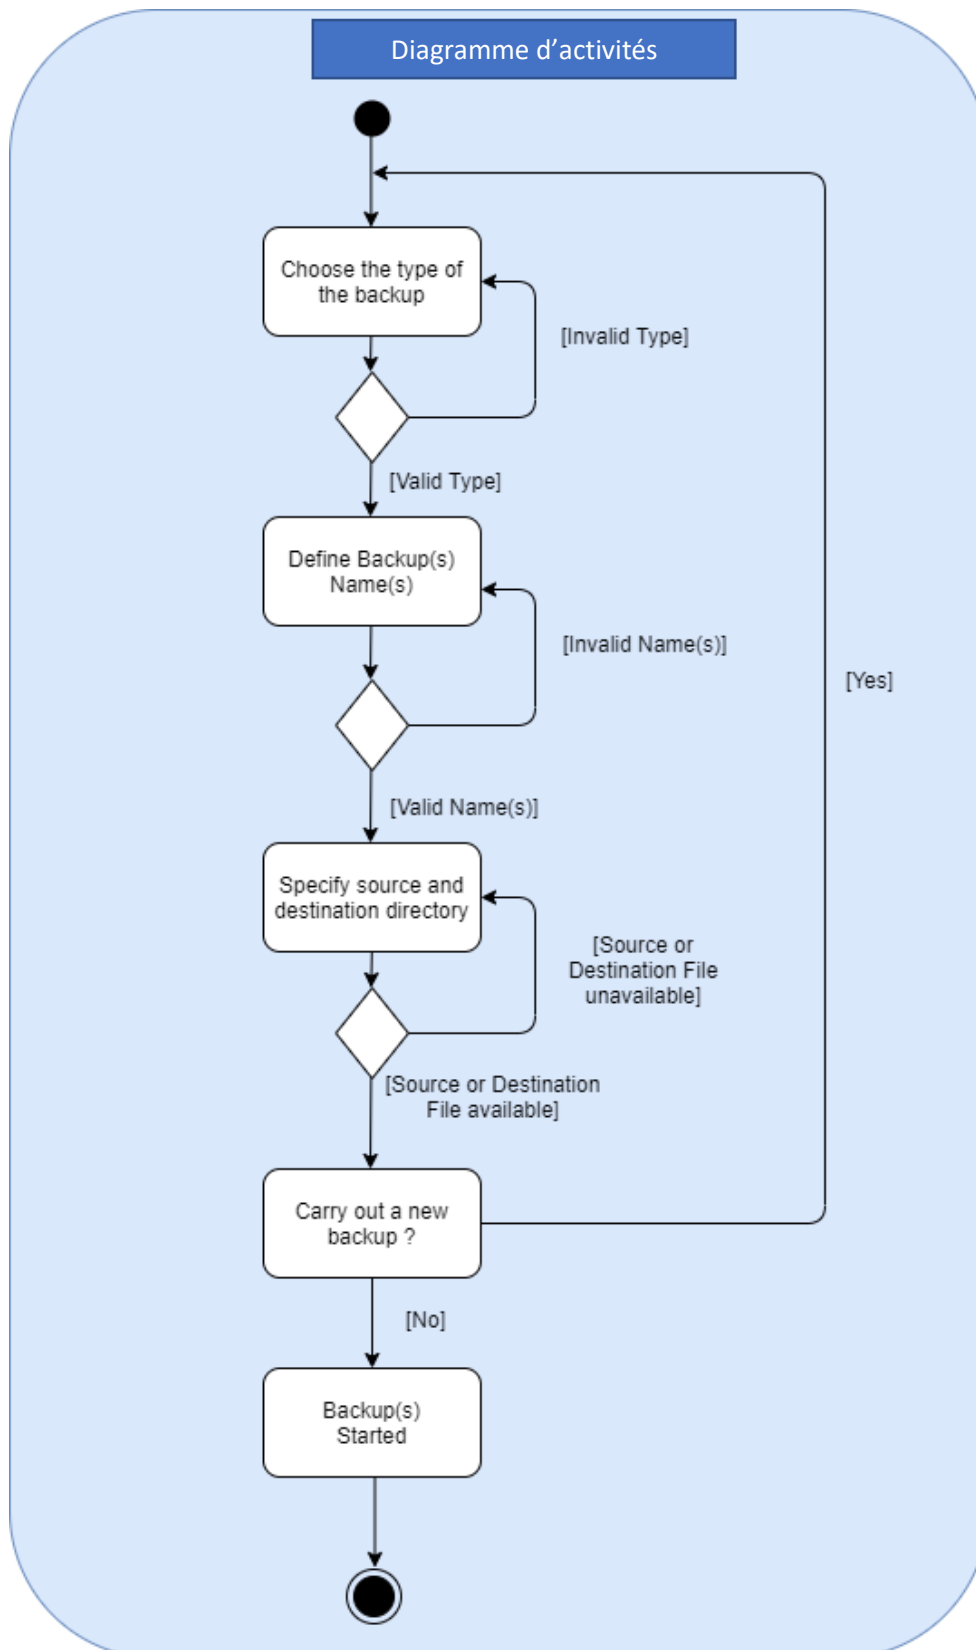 Diagramme d’activités
Choose the type of
the backup
[Invalid Type]
[Valid Type]
Define Backup(s)
Name(s)
[Invalid Name(s)]
[Yes]
[Valid Name(s)]
Specify source and
destination directory
[Source or
Destination File
unavailable]
[Source or Destination
File available]
Carry out a new
backup ?
[No]
Backup(s)
Started